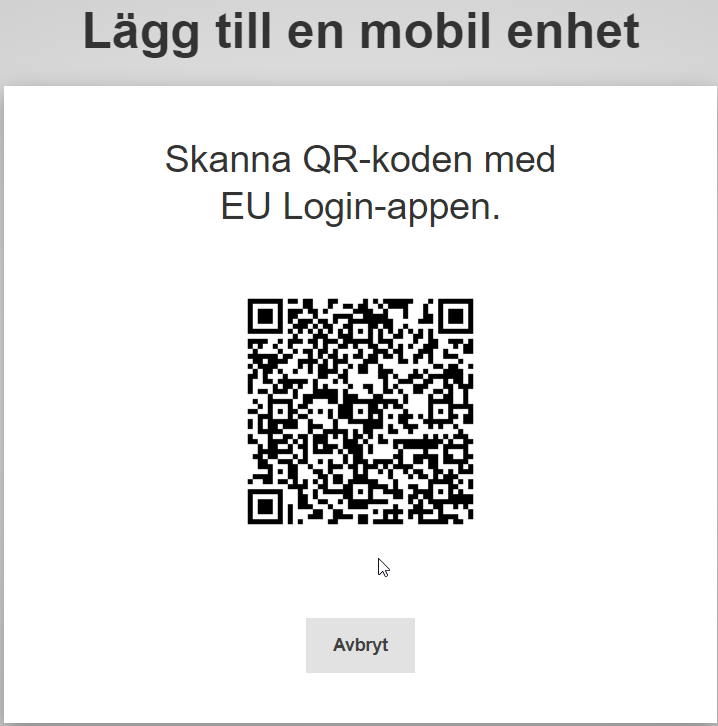 Lägg till en mobil enhet
Skanna QR-koden med
EU Login-appen.
Avbryt